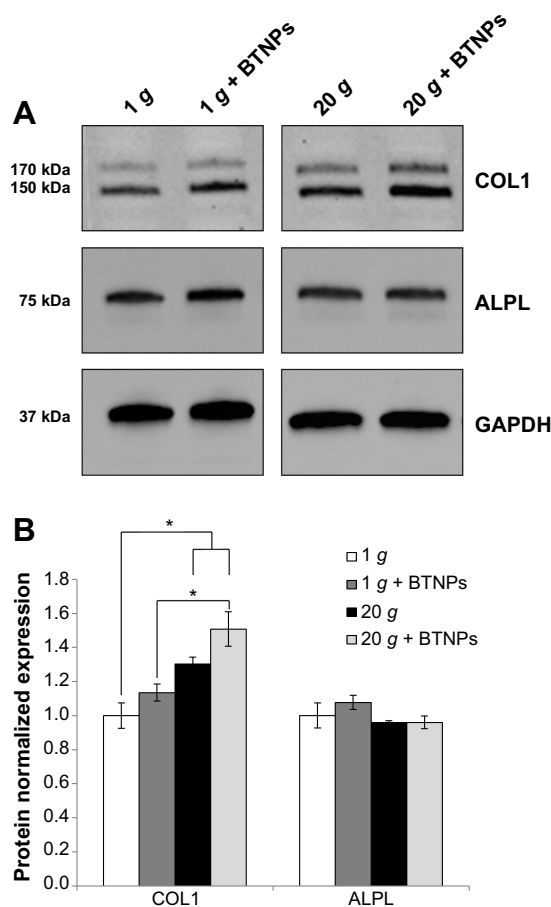 A
1 g
1 g + BTNPs
20 g
20 g + BTNPs
170 kDa
150 kDa
COL1
75 kDa
ALPL
37 kDa
GAPDH
B
*
*
1 g
1 g + BTNPs
20 g
20 g + BTNPs
Protein normalized expression
1.8
1.6
1.4
1.2
1.0
0.8
0.6
0.4
0.2
0.0
COL1
ALPL